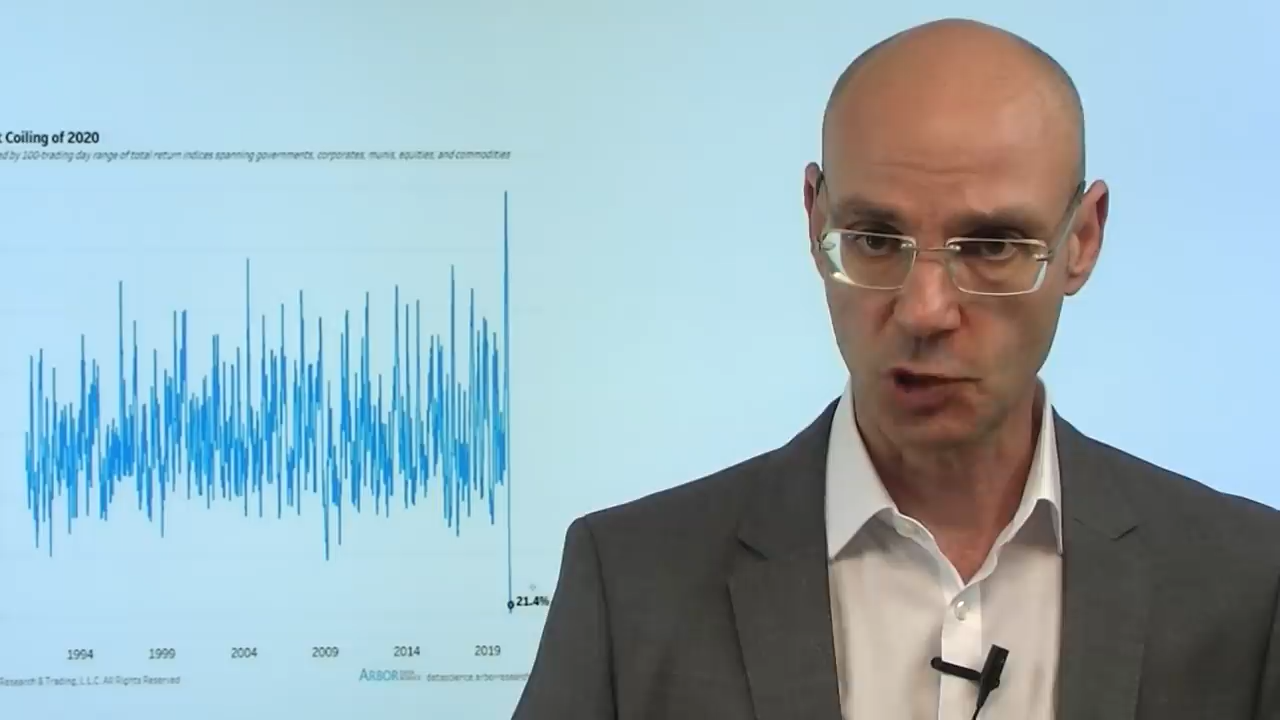 t Coiling of 2020
ed by 100-trading day range of total return indices spanning governments, corporates, munis, equities, and commodities
21.4%
1994 1999 2004 2009 2014 2019
Research & Trading, L.L.C. All Rights Reserved
ARBOR datascience.arborresearch